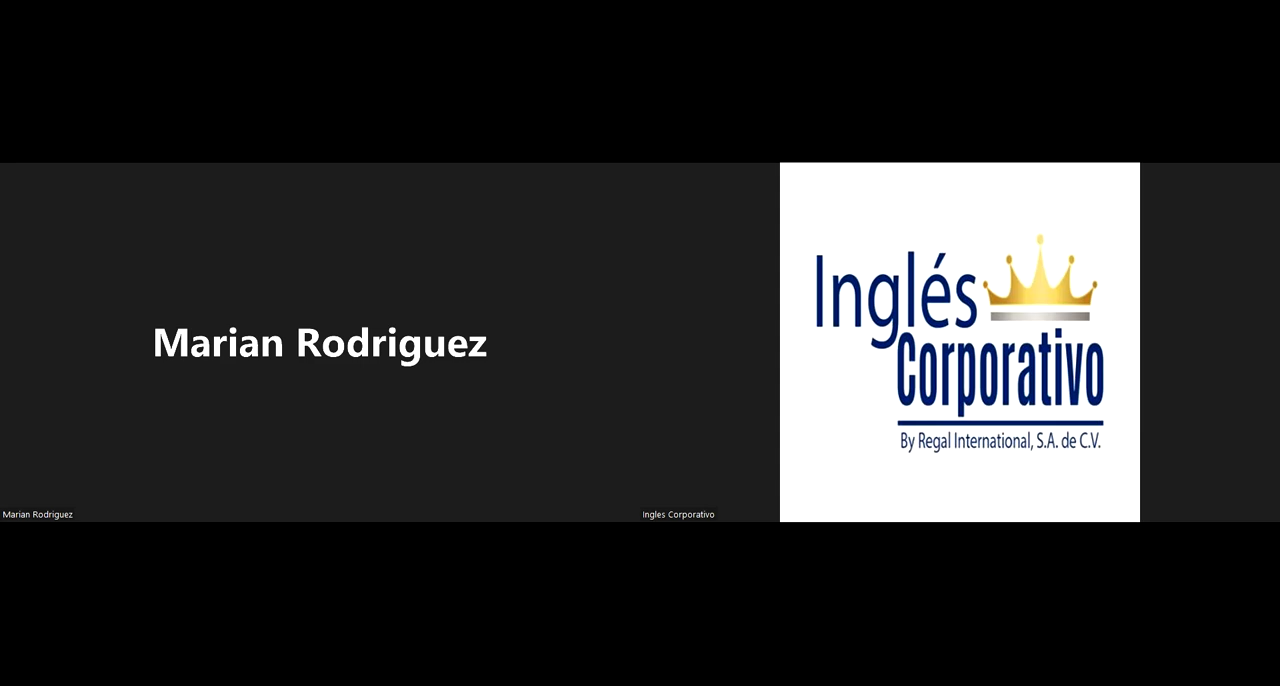 Marian Rodriguez
Inglés
Corporativo
By Regal International, S.A. de C.V.
Marian Rodriguez
Ingles Corporativo